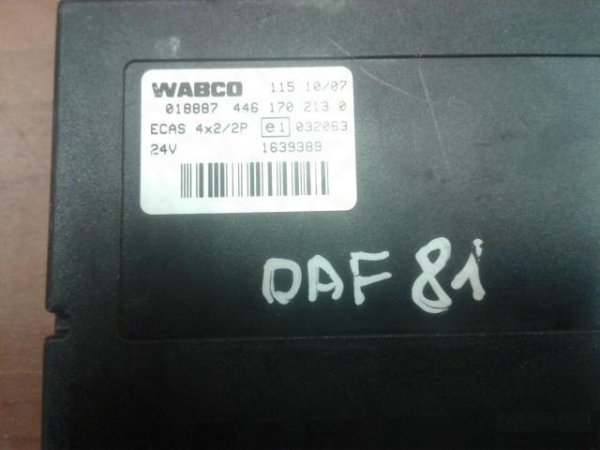 WABCO 115 10/07
018887 446 170 213 0
ECAS 4x2/2P e1 032063
24V 1639389
DAF 81